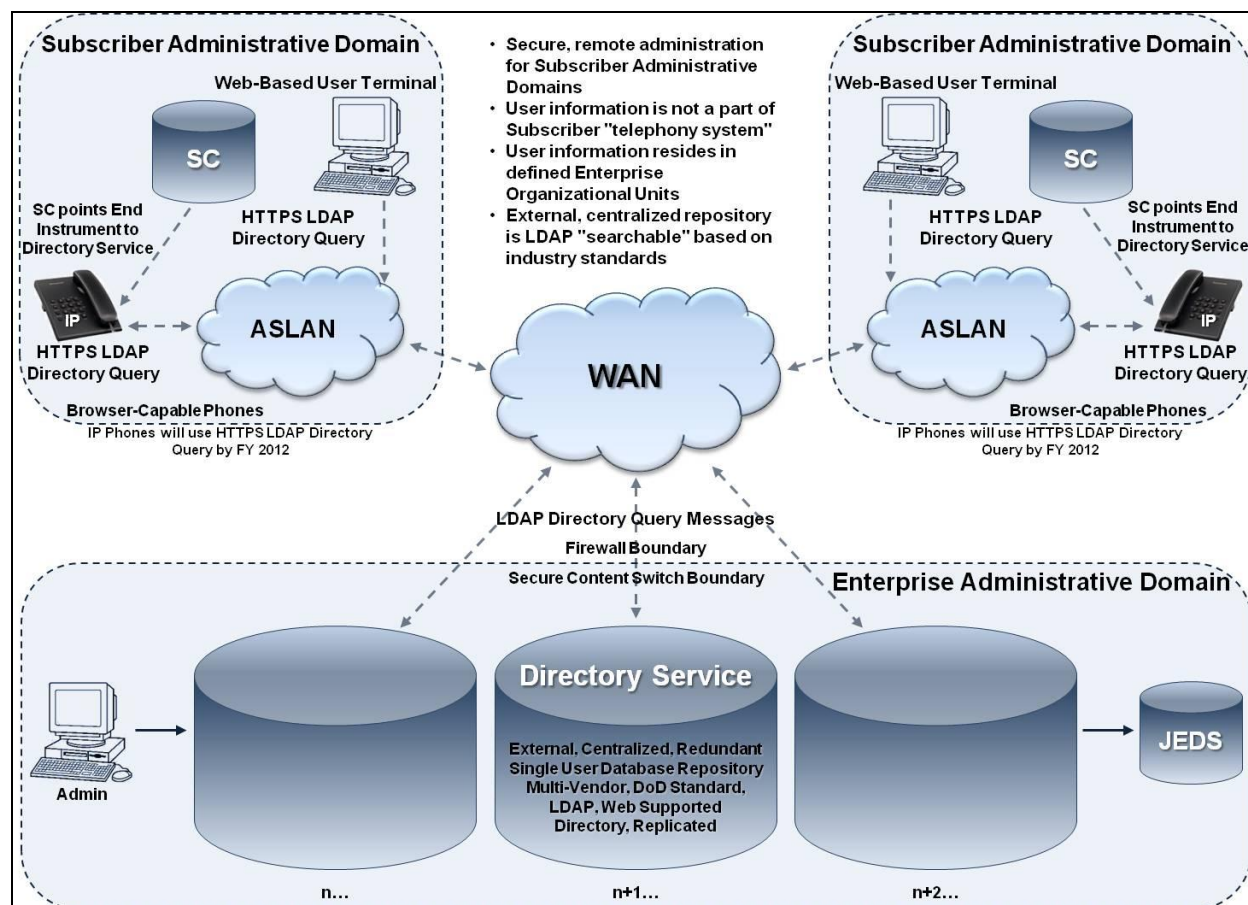 Subscriber Administrative Domain
Web-Based User Terminal
SC
SC points End
Instrument to
Directory Service
HTTPS LDAP
Directory Query
IP
ASLAN
HTTPS LDAP
Directory Query
Browser-Capable Phones
IP Phones will use HTTPS LDAP Directory
Query by FY 2012
• Secure, remote administration
for Subscriber Administrative
Domains
• User information is not a part of
Subscriber "telephony system"
• User information resides in
defined Enterprise
Organizational Units
• External, centralized repository
is LDAP "searchable" based on
industry standards
WAN
Subscriber Administrative Domain
Web-Based User Terminal
SC
HTTPS LDAP
Directory Query
SC points End
Instrument to
Directory Service
ASLAN
IP
HTTPS LDAP
Directory Query
Browser-Capable Phones
IP Phones will use HTTPS LDAP Directory
Query by FY 2012
LDAP Directory Query Messages
Firewall Boundary
Secure Content Switch Boundary
Enterprise Administrative Domain
Admin
Directory Service
External, Centralized, Redundant
Single User Database Repository
Multi-Vendor, DoD Standard,
LDAP, Web Supported
Directory, Replicated
JEDS
n...
n+1...
n+2...